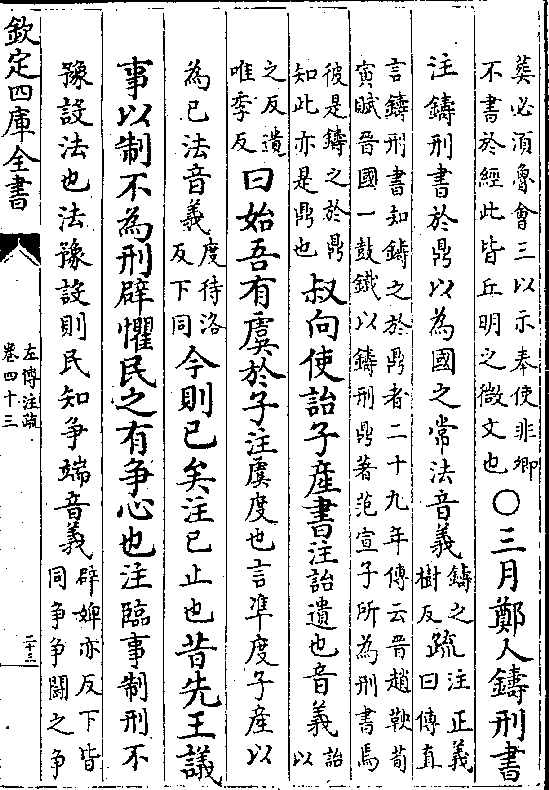 葬必須魯會三以示奉使非卿
不書於經此皆丘明之微文也
○三月鄭人鑄刑書
注鑄刑書於鼎以為國之常法音義
鑄之
樹反
疏
注正義
曰傳直
言鑄刑書知鑄之於鼎者二十九年傳云晉趙鞅荀
寅賦晉國一鼓鐵以鑄刑鼎著范宣子所為刑書焉
彼是鑄之於鼎
知此亦是鼎也
叔向使詒子産書注詒遺也音義
詒
以
之反遺
唯季反
曰始吾有虞於子注虞度也言準度子産以
為已法音義
度待洛
反下同
今則已矣注已止也昔先王議
事以制不為刑辟懼民之有争心也注臨事制刑不
豫設法也法豫設則民知争端音義
辟婢亦反下皆
同争争鬭之争
欽定四庫全書
左傳注疏
卷四十三
二十三